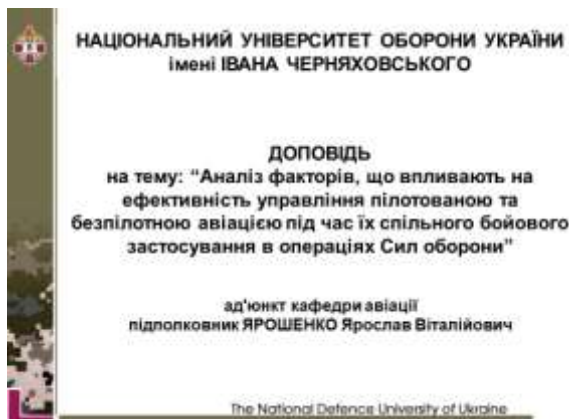 НАЦІОНАЛЬНИЙ УНІВЕРСИТЕТ ОБОРОНИ УКРАЇНИ
імені ІВАНА ЧЕРНЯХОВСЬКОГО
ДОПОВІДЬ
на тему: “Аналіз факторів, що впливають на
ефективність управління пілотованою та
безпілотною авіацією під час їх спільного бойового
застосування в операціях Сил оборони”
ад'юнкт кафедри авіації
підполковник ЯРОШЕНКО Ярослав Віталійович
The National Defence University of Ukraine